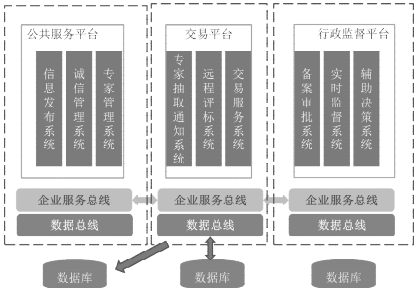 公共服务平台
信息发布系统
诚信管理系统
专家管理系统
企业服务总线
数据总线
数据库
交易平台
专家抽取通知系统
远程评标系统
交易服务系统
企业服务总线
数据总线
数据库
行政监督平台
备案审批系统
实时监督系统
辅助决策系统
企业服务总线
数据总线
数据库